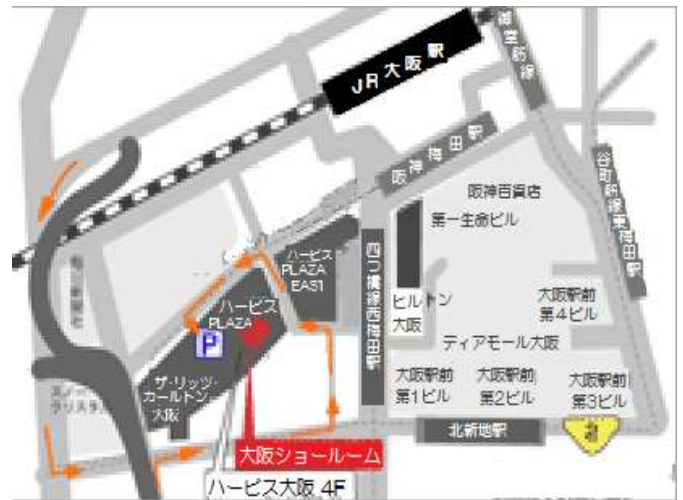 JR大阪駅
御堂筋線
阪神梅田駅
谷町筋線東梅田駅
阪神百貨店
第一生命ビル
四つ橋線西梅田駅
ハービス
PLAZA
EAST
ハービス
PLAZA
P
ヒルトン
大阪
大阪駅前
第4ビル
ディアモール大阪
ザ・リッツ・
カールトン
大阪
大阪駅前
第1ビル
大阪駅前
第2ビル
大阪駅前
第3ビル
北新地駅
大阪ショールーム
ハービス大阪 4F